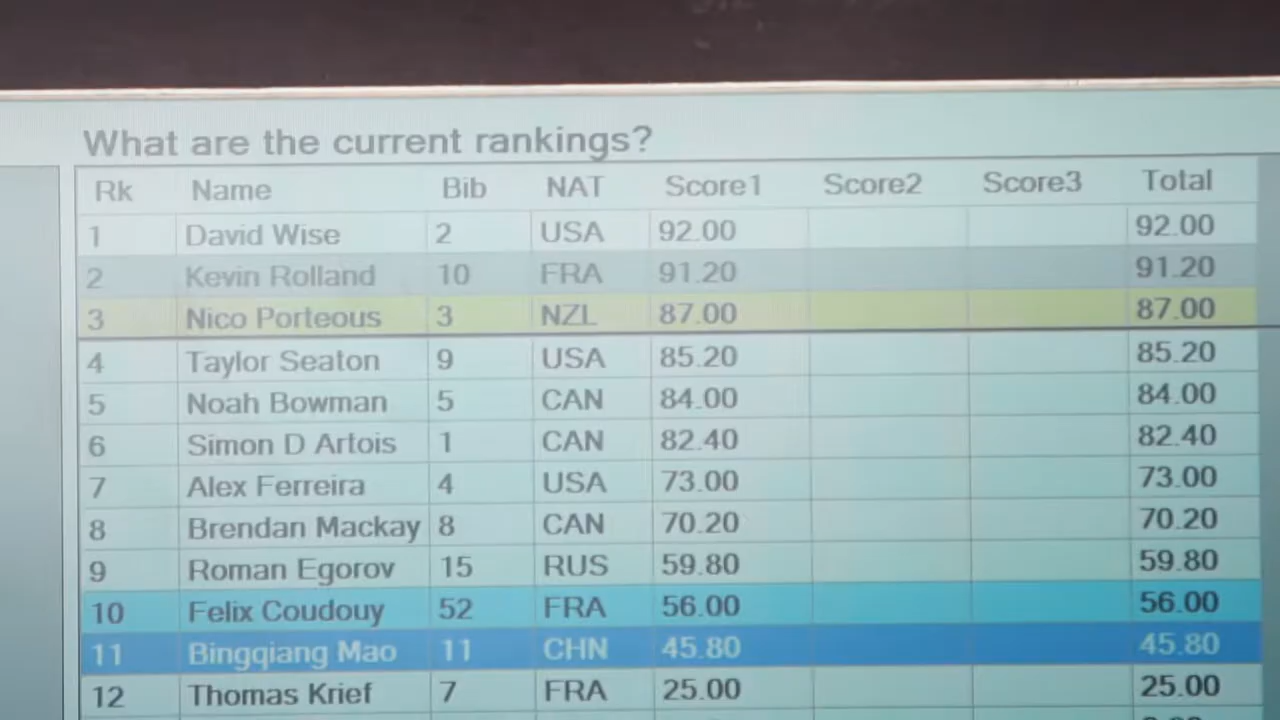 What are the current rankings?
Rk Name Bib NAT Score1 Score2 Score3 Total
1 David Wise 2 USA 92.00 92.00
2 Kevin Rolland 10 FRA 91.20 91.20
3 Nico Porteous 3 NZL 87.00 87.00
4 Taylor Seaton 9 USA 85.20 85.20
5 Noah Bowman 5 CAN 84.00 84.00
6 Simon D Artois 1 CAN 82.40 82.40
7 Alex Ferreira 4 USA 73.00 73.00
8 Brendan Mackay 8 CAN 70.20 70.20
9 Roman Egorov 15 RUS 59.80 59.80
10 Felix Coudouy 52 FRA 56.00 56.00
11 Bingqiang Mao 11 CHN 45.80 45.80
12 Thomas Krief 7 FRA 25.00 25.00